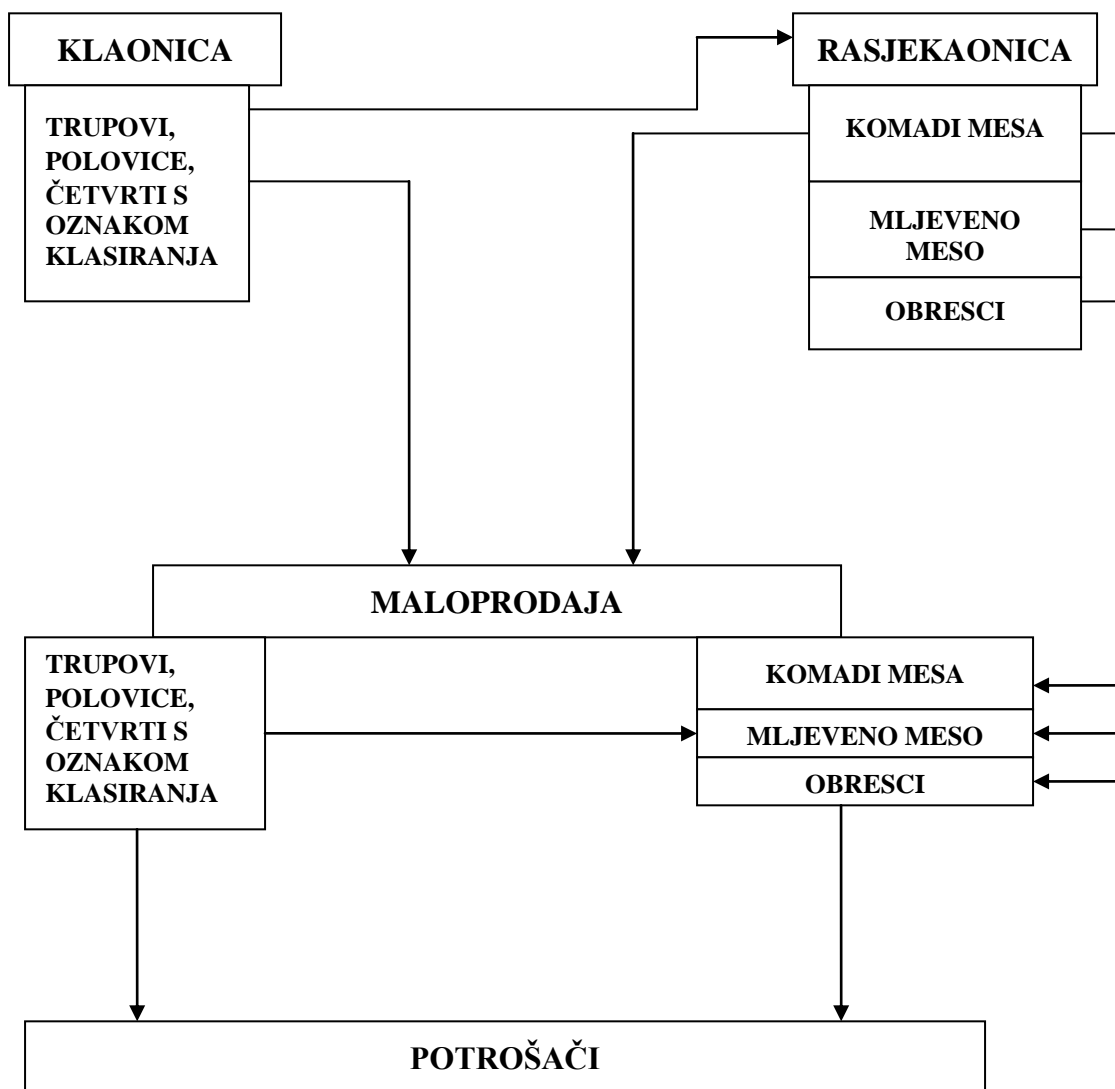 KLAONICA
TRUPOVI,
POLOVICE,
ČETVRTI S
OZNAKOM
KLASIRANJA
RASJEKAONICA
KOMADI MESA
MLJEVENO
MESO
OBRESCI
MALOPRODAJA
TRUPOVI,
POLOVICE,
ČETVRTI S
OZNAKOM
KLASIRANJA
KOMADI MESA
MLJEVENO MESO
OBRESCI
POTROŠAČI